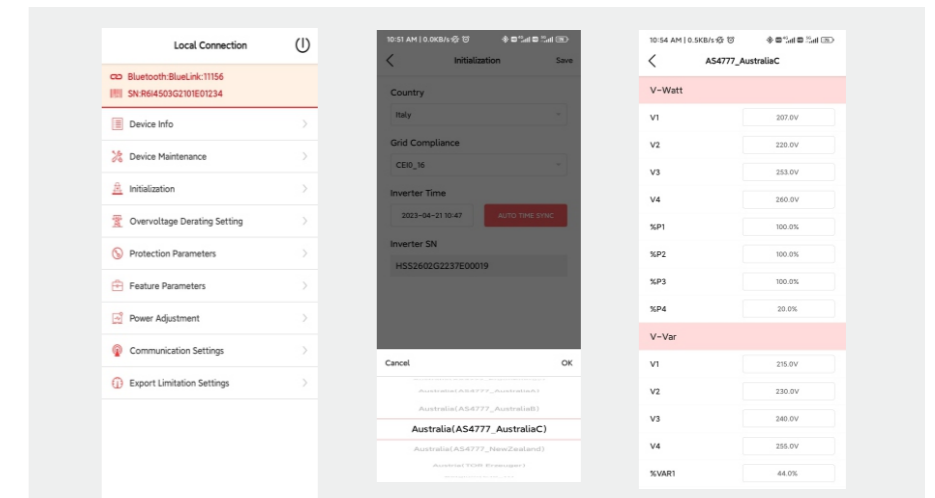 Local Connection
Bluetooth:BlueLink:11156
SN:R6I4503G2101E01234
Device Info
Device Maintenance
Initialization
Overvoltage Derating Setting
Protection Parameters
Feature Parameters
Power Adjustment
Communication Settings
Export Limitation Settings
10:51 AM | 0.0KB/s
Initialization
Save
Country
Italy
Grid Compliance
CEI0_16
Inverter Time
2023-04-21 10:47
AUTO TIME SYNC
Inverter SN
HSS2602G2237E00019
Cancel
OK
Australia(AS4777_AustraliaA)
Australia(AS4777_AustraliaB)
Australia(AS4777_AustraliaC)
Australia(AS4777_NewZealand)
10:54 AM | 0.5KB/s
AS4777_AustraliaC
V-Watt
V1 207.0V
V2 220.0V
V3 253.0V
V4 260.0V
%P1 100.0%
%P2 100.0%
%P3 100.0%
%P4 20.0%
V-Var
V1 215.0V
V2 230.0V
V3 240.0V
V4 255.0V
%VAR1 44.0%